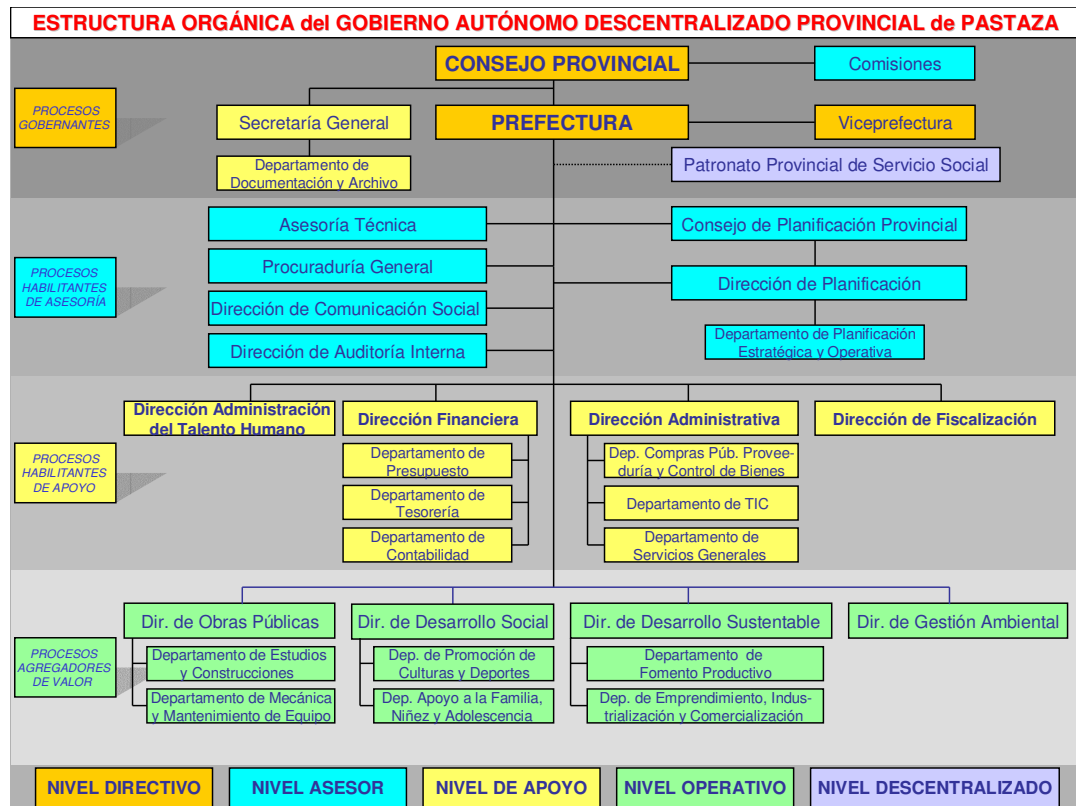 ESTRUCTURA ORGÁNICA del GOBIERNO AUTÓNOMO DESCENTRALIZADO PROVINCIAL de PASTAZA
CONSEJO PROVINCIAL
Comisiones
PROCESOS
GOBERNANTES
Secretaría General
PREFECTURA
Viceprefectura
Departamento de
Documentación y Archivo
Patronato Provincial de Servicio Social
Asesoría Técnica
Consejo de Planificación Provincial
PROCESOS
HABILITANTES
DE ASESORÍA
Procuraduría General
Dirección de Planificación
Dirección de Comunicación Social
Departamento de Planificación
Estratégica y Operativa
Dirección de Auditoría Interna
Dirección Administración
del Talento Humano
Dirección Financiera
Dirección Administrativa
Dirección de Fiscalización
PROCESOS
HABILITANTES
DE APOYO
Departamento de
Presupuesto
Dep. Compras Púb. Provee-
duría y Control de Bienes
Departamento de
Tesorería
Departamento de TIC
Departamento de
Contabilidad
Departamento de
Servicios Generales
Dir. de Obras Públicas
Dir. de Desarrollo Social
Dir. de Desarrollo Sustentable
Dir. de Gestión Ambiental
PROCESOS
AGREGADORES
DE VALOR
Departamento de Estudios
y Construcciones
Dep. de Promoción de
Culturas y Deportes
Departamento de
Fomento Productivo
Departamento de Mecánica
y Mantenimiento de Equipo
Dep. Apoyo a la Familia,
Niñez y Adolescencia
Dep. de Emprendimiento, Indus-
trialización y Comercialización
NIVEL DIRECTIVO
NIVEL ASESOR
NIVEL DE APOYO
NIVEL OPERATIVO
NIVEL DESCENTRALIZADO